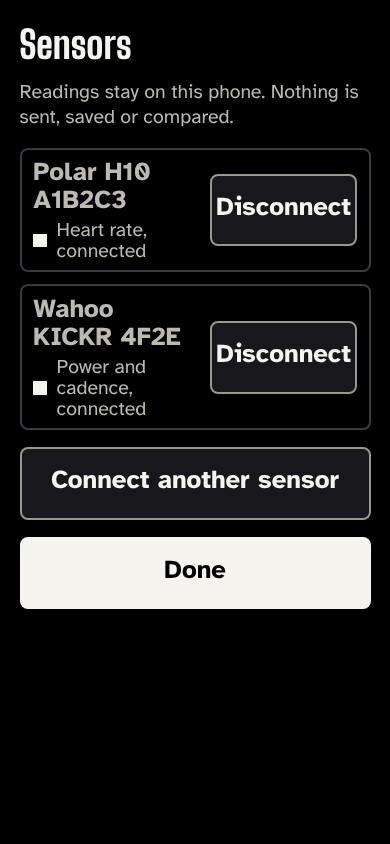 Sensors
Readings stay on this phone. Nothing is
sent, saved or compared.
Polar H10
A1B2C3
Heart rate,
connected
Disconnect
Wahoo
KICKR 4F2E
Power and
cadence,
connected
Disconnect
Connect another sensor
Done